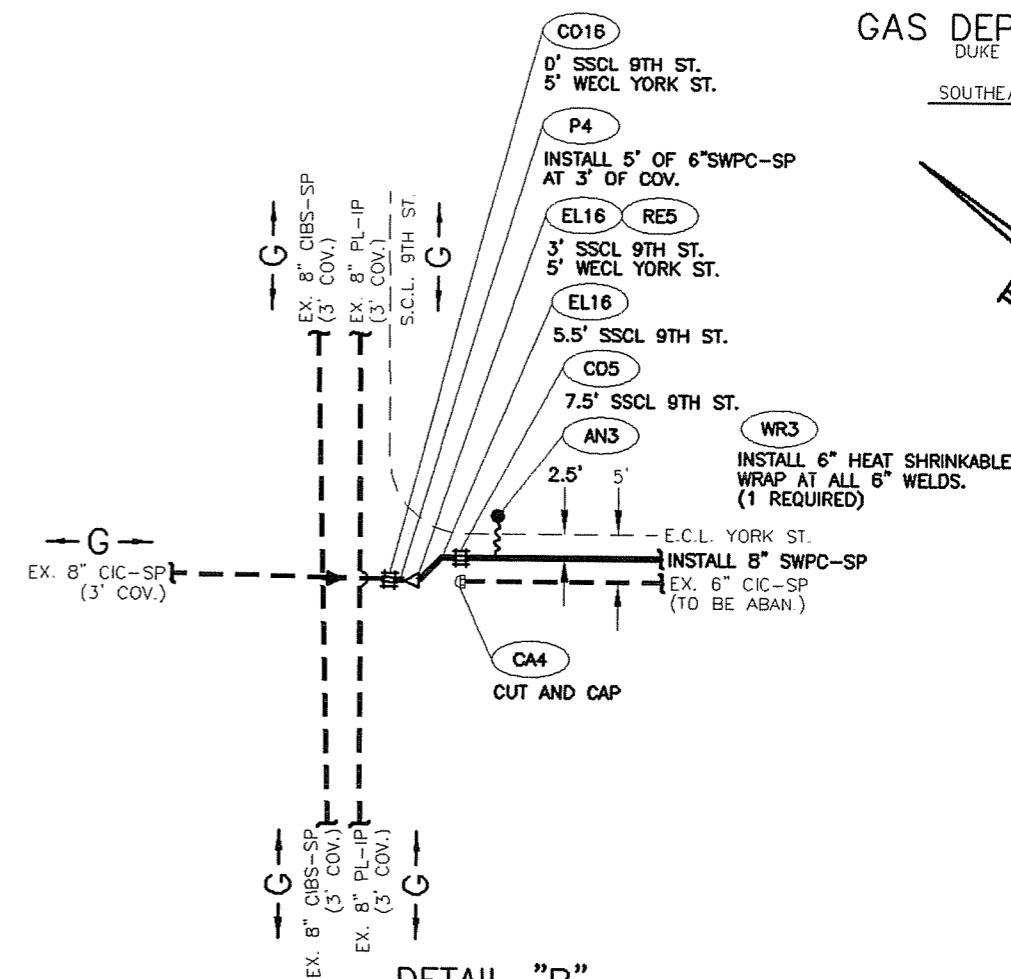 GAS DEP
DUKE
SOUTHEA
CO16
0' SSCL 9TH ST.
5' WECL YORK ST.
P4
INSTALL 5' OF 6"SWPC-SP
AT 3' OF COV.
EL16 RE5
3' SSCL 9TH ST.
5' WECL YORK ST.
EL16
5.5' SSCL 9TH ST.
CO5
7.5' SSCL 9TH ST.
AN3
WR3
INSTALL 6" HEAT SHRINKABLE
WRAP AT ALL 6" WELDS.
(1 REQUIRED)
2.5' 5'
G
EX. 8" CIBS-SP
(3' COV.)
EX. 8" PL-IP
(3' COV.)
S.C.L. 9TH ST.
G
G
EX. 8" CIC-SP
(3' COV.)
E.C.L. YORK ST.
INSTALL 8" SWPC-SP
EX. 6" CIC-SP
(TO BE ABAN.)
CA4
CUT AND CAP
G
EX. 8" CIBS-SP
(3' COV.)
EX. 8" PL-IP
(3' COV.)
G
DETAIL "B"